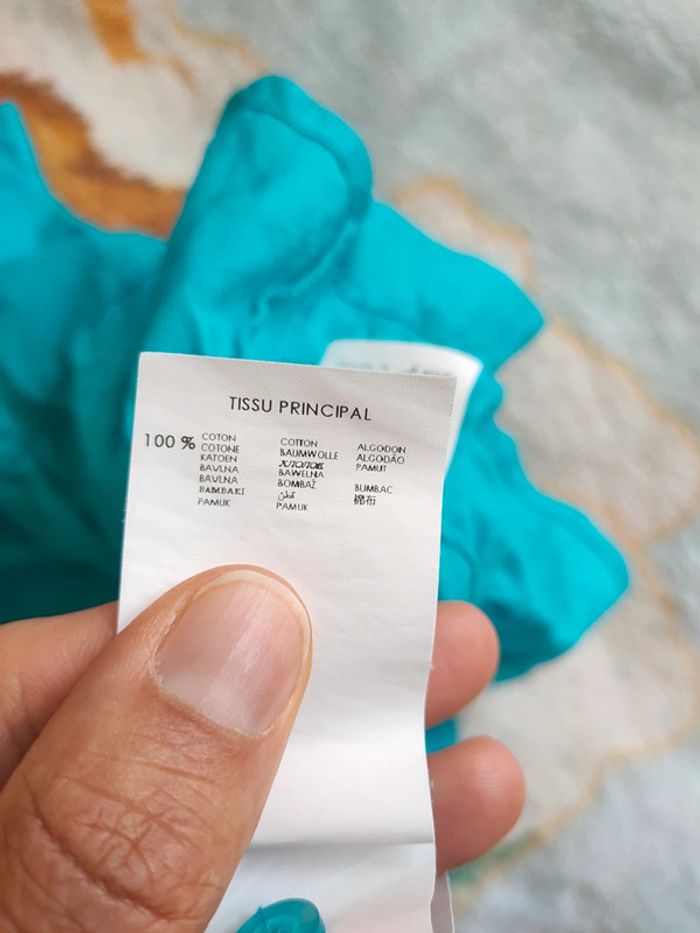 TISSU PRINCIPAL
100 % COTON COTTON ALGODON
COTONE BAUMWOLLE ALGODÃO
KATOEN PAMUT
BAVLNA BAWEŁNA
BAVLNA BOMBAŽ BUMBAC
BAMBAKI قطن 棉布
PAMUK PAMUK